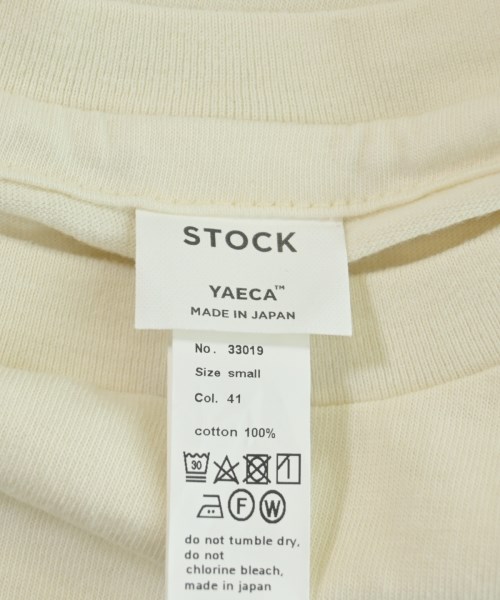 STOCK
YAECA™
MADE IN JAPAN
No. 33019
Size small
Col. 41
cotton 100%
30
F W
do not tumble dry.
do not
chlorine bleach,
made in japan